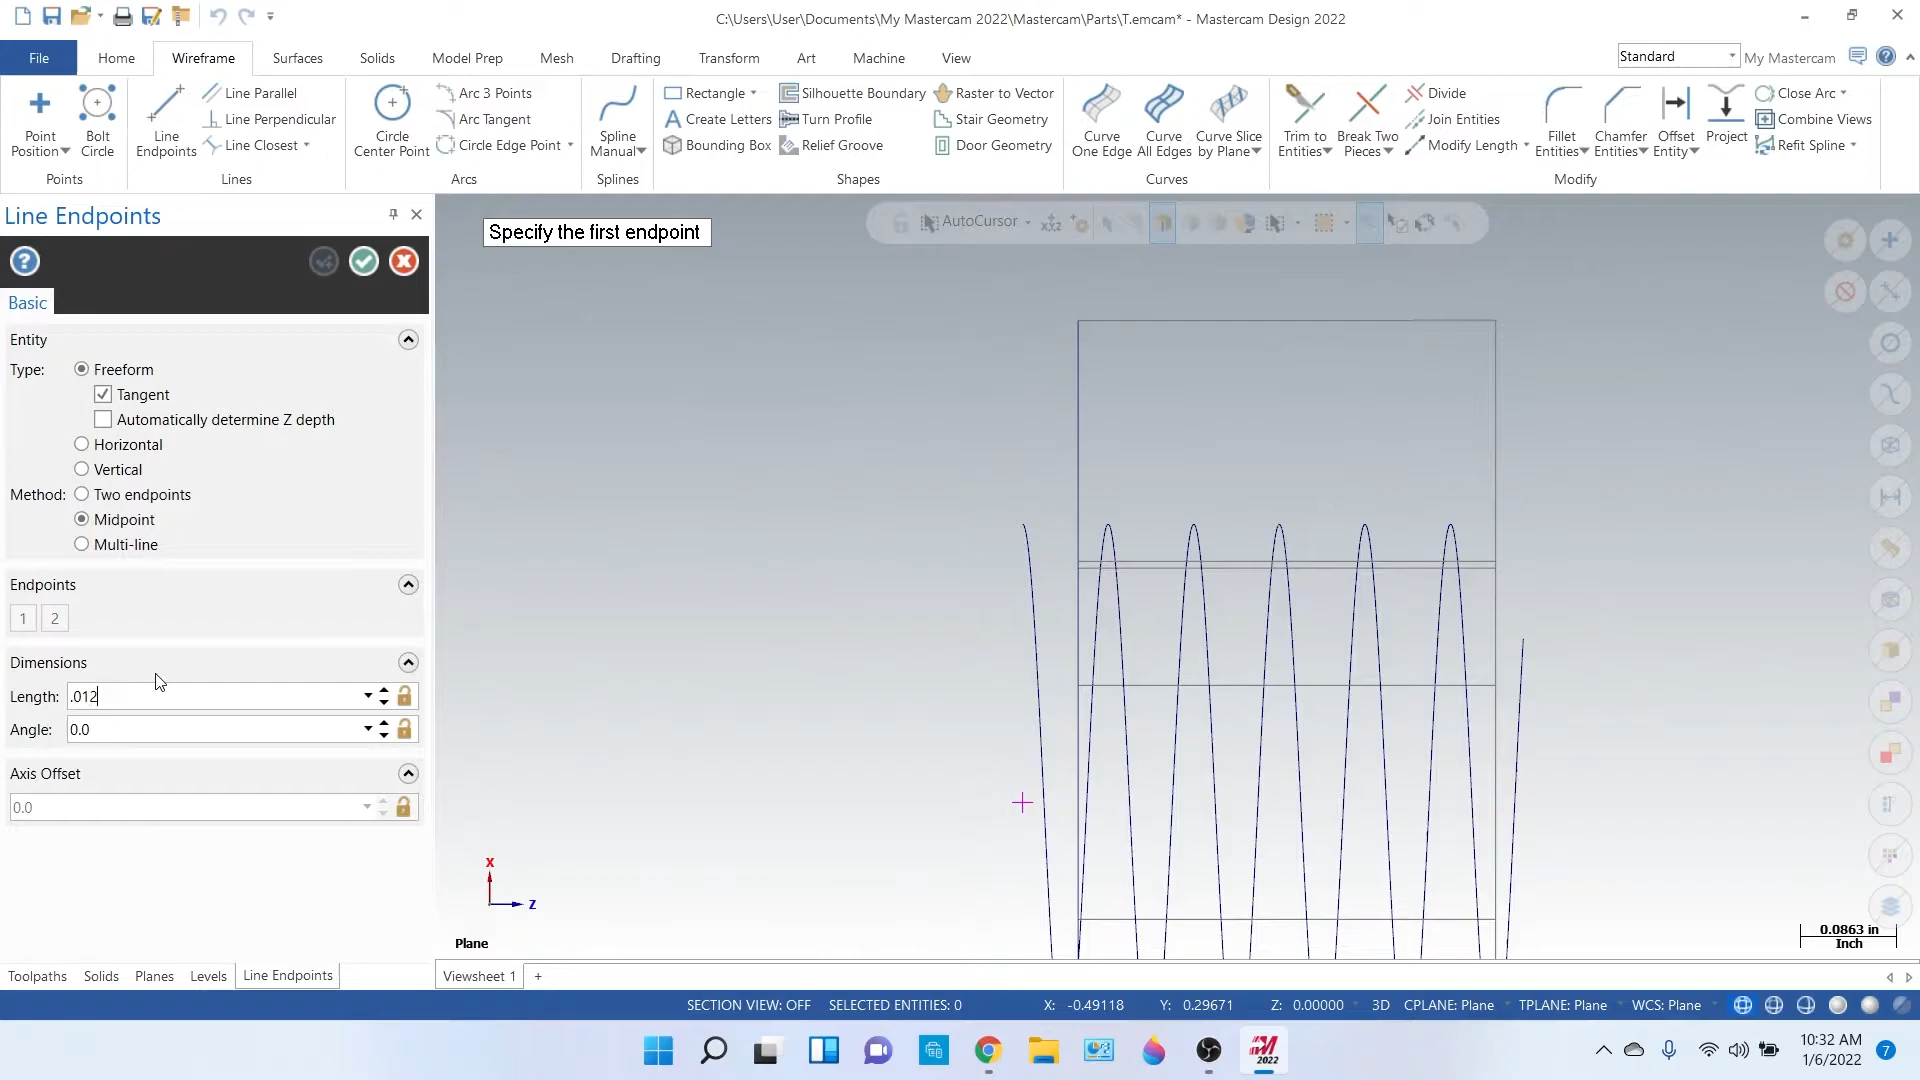 C:\Users\User\Documents\My Mastercam 2022\Mastercam\Parts\T.emcam* - Mastercam Design 2022
File
Home
Wireframe
Surfaces
Solids
Model Prep
Mesh
Drafting
Transform
Art
Machine
View
Standard
My Mastercam
Point Position
Bolt Circle
Points
Line Endpoints
Line Parallel
Line Perpendicular
Line Closest
Lines
Circle Center Point
Arc 3 Points
Arc Tangent
Circle Edge Point
Arcs
Spline Manual
Splines
Rectangle
Create Letters
Bounding Box
Silhouette Boundary
Turn Profile
Relief Groove
Raster to Vector
Stair Geometry
Door Geometry
Shapes
Curve One Edge
Curve All Edges
Curve Slice by Plane
Curves
Trim to Entities
Break Two Pieces
Divide
Join Entities
Modify Length
Fillet Entities
Chamfer Entities
Offset Entity
Project
Close Arc
Combine Views
Refit Spline
Modify
Line Endpoints
Basic
Entity
Type:
Freeform
Tangent
Automatically determine Z depth
Horizontal
Vertical
Method:
Two endpoints
Midpoint
Multi-line
Endpoints
1
2
Dimensions
Length: .012
Angle: 0.0
Axis Offset
0.0
Specify the first endpoint
AutoCursor
X
Z
Plane
0.0863 in
Inch
Toolpaths
Solids
Planes
Levels
Line Endpoints
Viewsheet 1
+
SECTION VIEW: OFF
SELECTED ENTITIES: 0
X: -0.49118
Y: 0.29671
Z: 0.00000
3D
CPLANE: Plane
TPLANE: Plane
WCS: Plane
2022
10:32 AM
1/6/2022
7